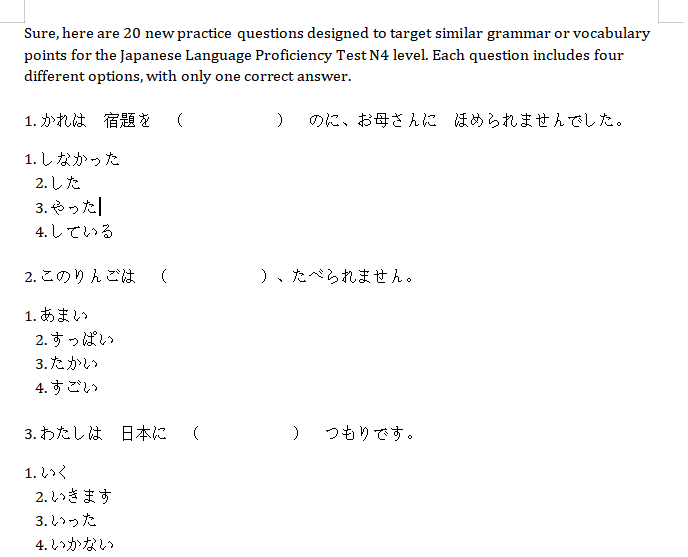 Sure, here are 20 new practice questions designed to target similar grammar or vocabulary
points for the Japanese Language Proficiency Test N4 level. Each question includes four
different options, with only one correct answer.
1. かれは　宿題を　（　　　　　　）　のに、お母さんに　ほめられませんでした。
1. しなかった
2. した
3. やった
4. している
2. このりんごは　（　　　　　　）、たべられません。
1. あまい
2. すっぱい
3. たかい
4. すごい
3. わたしは　日本に　（　　　　　　）　つもりです。
1. いく
2. いきます
3. いった
4. いかない